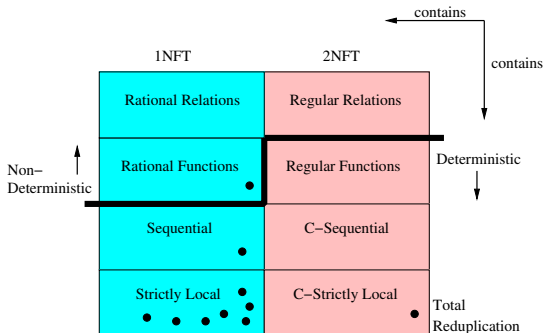 contains
1NFT 2NFT
contains
Rational Relations Regular Relations
Non−
Deterministic
Rational Functions Regular Functions
Deterministic
Sequential C−Sequential
Strictly Local C−Strictly Local
Total
Reduplication